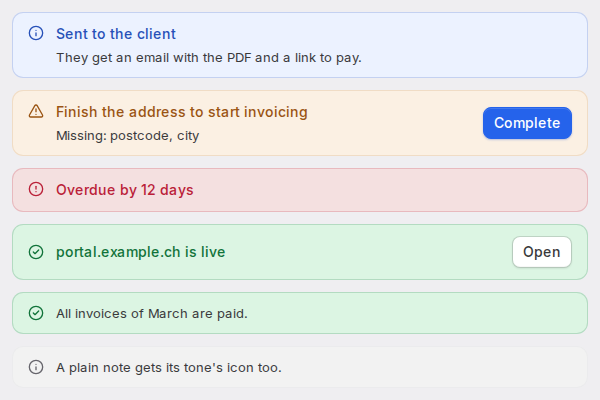 Sent to the client
They get an email with the PDF and a link to pay.
Finish the address to start invoicing
Missing: postcode, city
Complete
Overdue by 12 days
portal.example.ch is live
Open
All invoices of March are paid.
A plain note gets its tone's icon too.